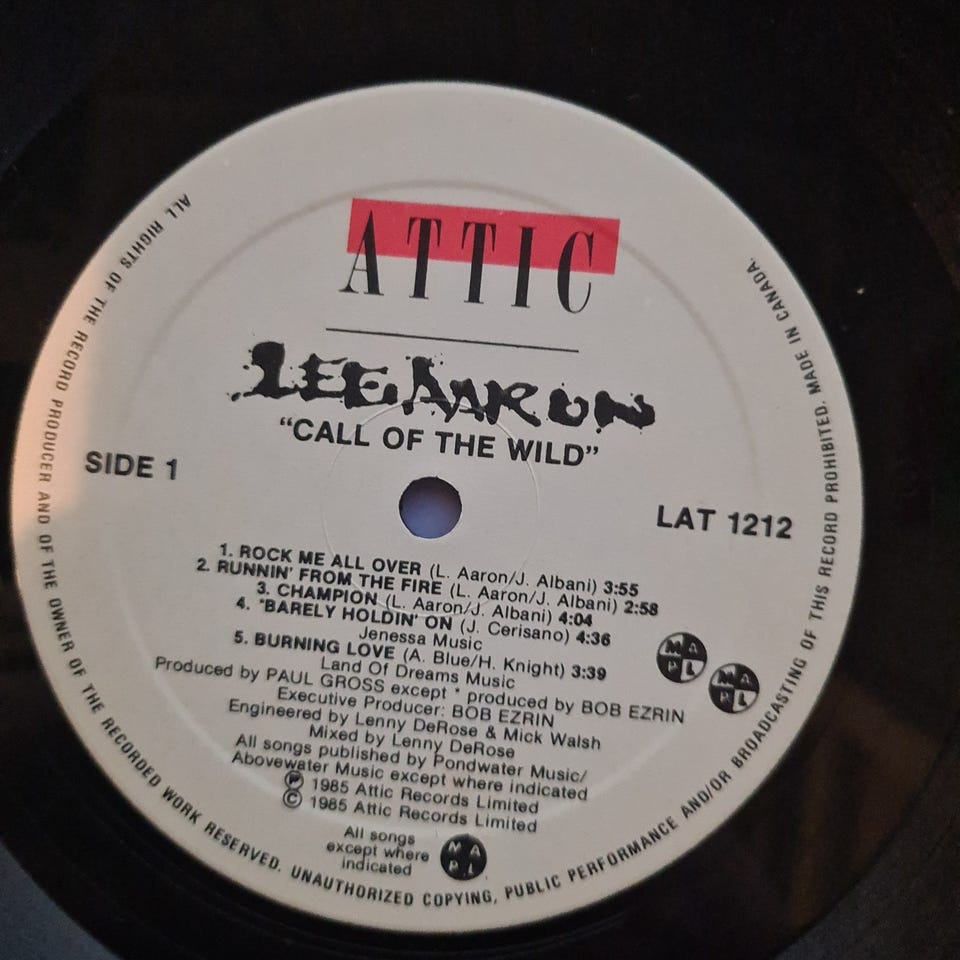 ATTIC
LEE AARON
"CALL OF THE WILD"
SIDE 1
LAT 1212
1. ROCK ME ALL OVER (L. Aaron/J. Albani) 3:55
2. RUNNIN' FROM THE FIRE (L. Aaron/J. Albani) 2:58
3. CHAMPION (L. Aaron/J. Albani) 4:04
4. *BARELY HOLDIN' ON (J. Cerisano) 4:36
Jenessa Music
5. BURNING LOVE (A. Blue/H. Knight) 3:39
Land Of Dreams Music
Produced by PAUL GROSS except * produced by BOB EZRIN
Executive Producer: BOB EZRIN
Engineered by Lenny DeRose & Mick Walsh
Mixed by Lenny DeRose
All songs published by Pondwater Music/
Abovewater Music except where indicated
℗ 1985 Attic Records Limited
© 1985 Attic Records Limited
All songs
except where
indicated
MAPL
MAPL
MAPL
ALL RIGHTS OF THE RECORD PRODUCER AND OF THE OWNER OF THE RECORDED WORK RESERVED. UNAUTHORIZED COPYING, PUBLIC PERFORMANCE AND/OR BROADCASTING OF THIS RECORD PROHIBITED. MADE IN CANADA.